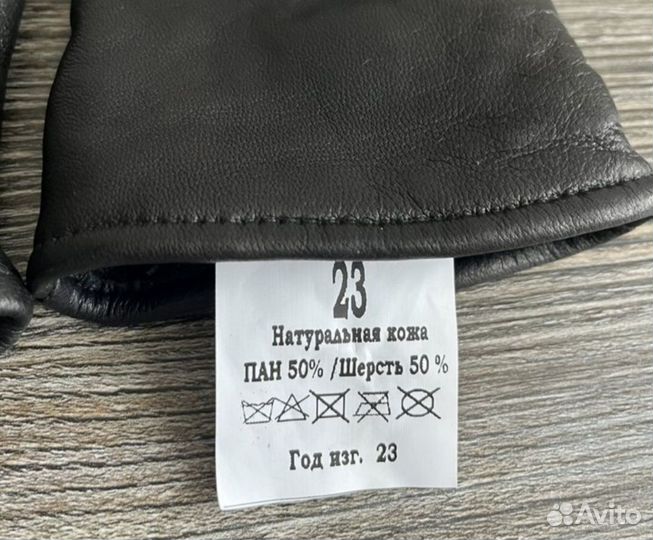 23
Натуральная кожа
ПАН 50% /Шерсть 50 %
Год изг. 23
Avito